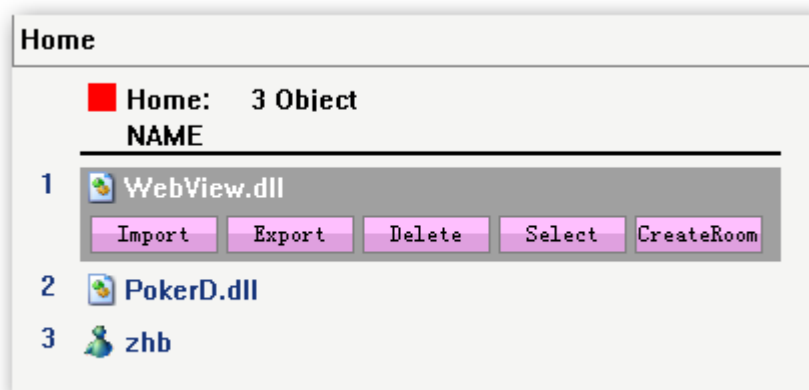 Home
Home: 3 Object
NAME
1 WebView.dll
Import Export Delete Select CreateRoom
2 PokerD.dll
3 zhb